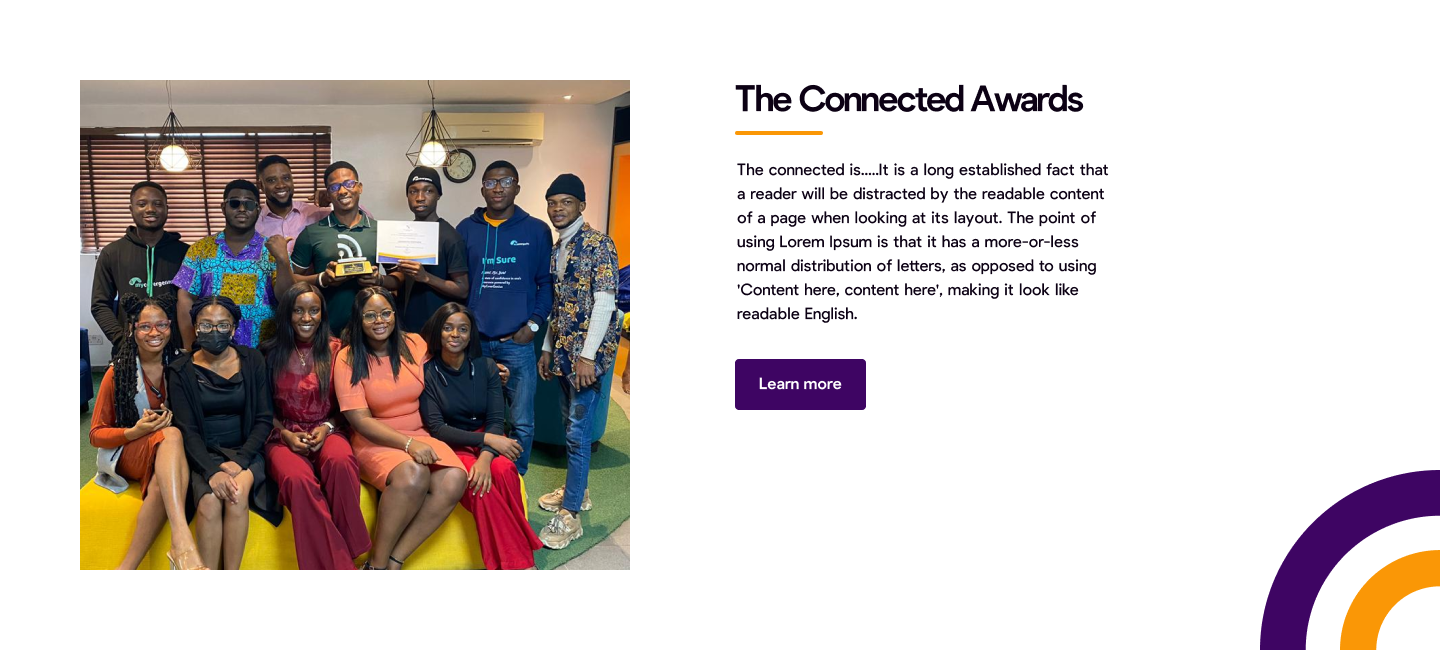 The Connected Awards
The connected is.....It is a long established fact that
a reader will be distracted by the readable content
of a page when looking at its layout. The point of
using Lorem Ipsum is that it has a more-or-less
normal distribution of letters, as opposed to using
'Content here, content here', making it look like
readable English.
Learn more
I'm Sure